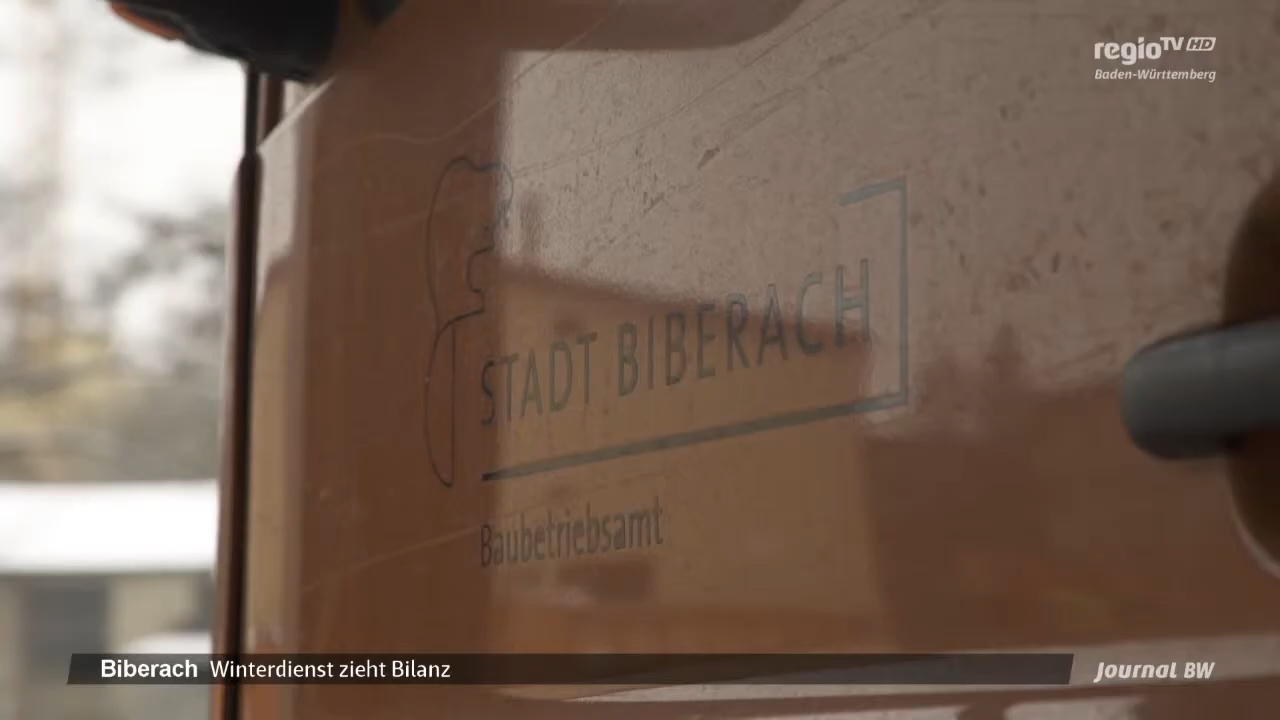 regioTV HD
Baden-Württemberg
STADT BIBERACH
Baubetriebsamt
Biberach Winterdienst zieht Bilanz
Journal BW